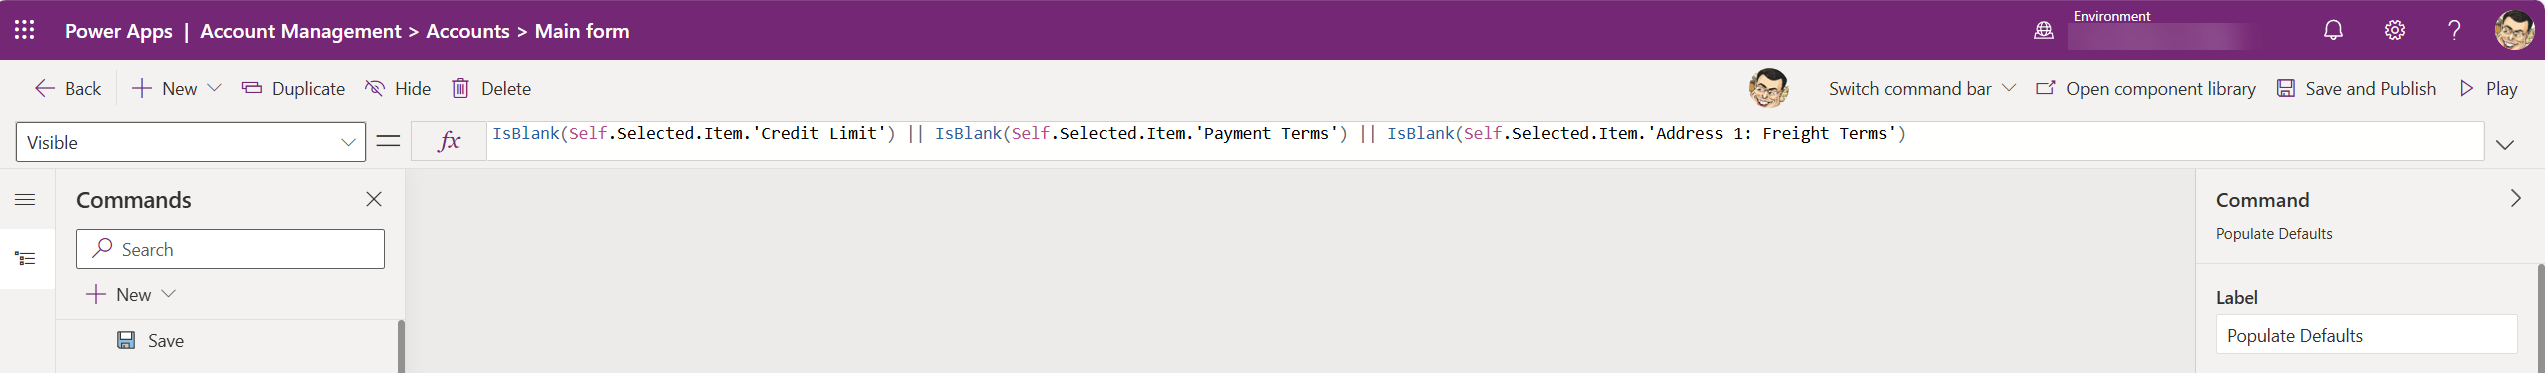 Power Apps | Account Management > Accounts > Main form
Environment
Back
New
Duplicate
Hide
Delete
Switch command bar
Open component library
Save and Publish
Play
Visible
=
fx
IsBlank(Self.Selected.Item.'Credit Limit') || IsBlank(Self.Selected.Item.'Payment Terms') || IsBlank(Self.Selected.Item.'Address 1: Freight Terms')
Commands
Search
New
Save
Command
Populate Defaults
Label
Populate Defaults